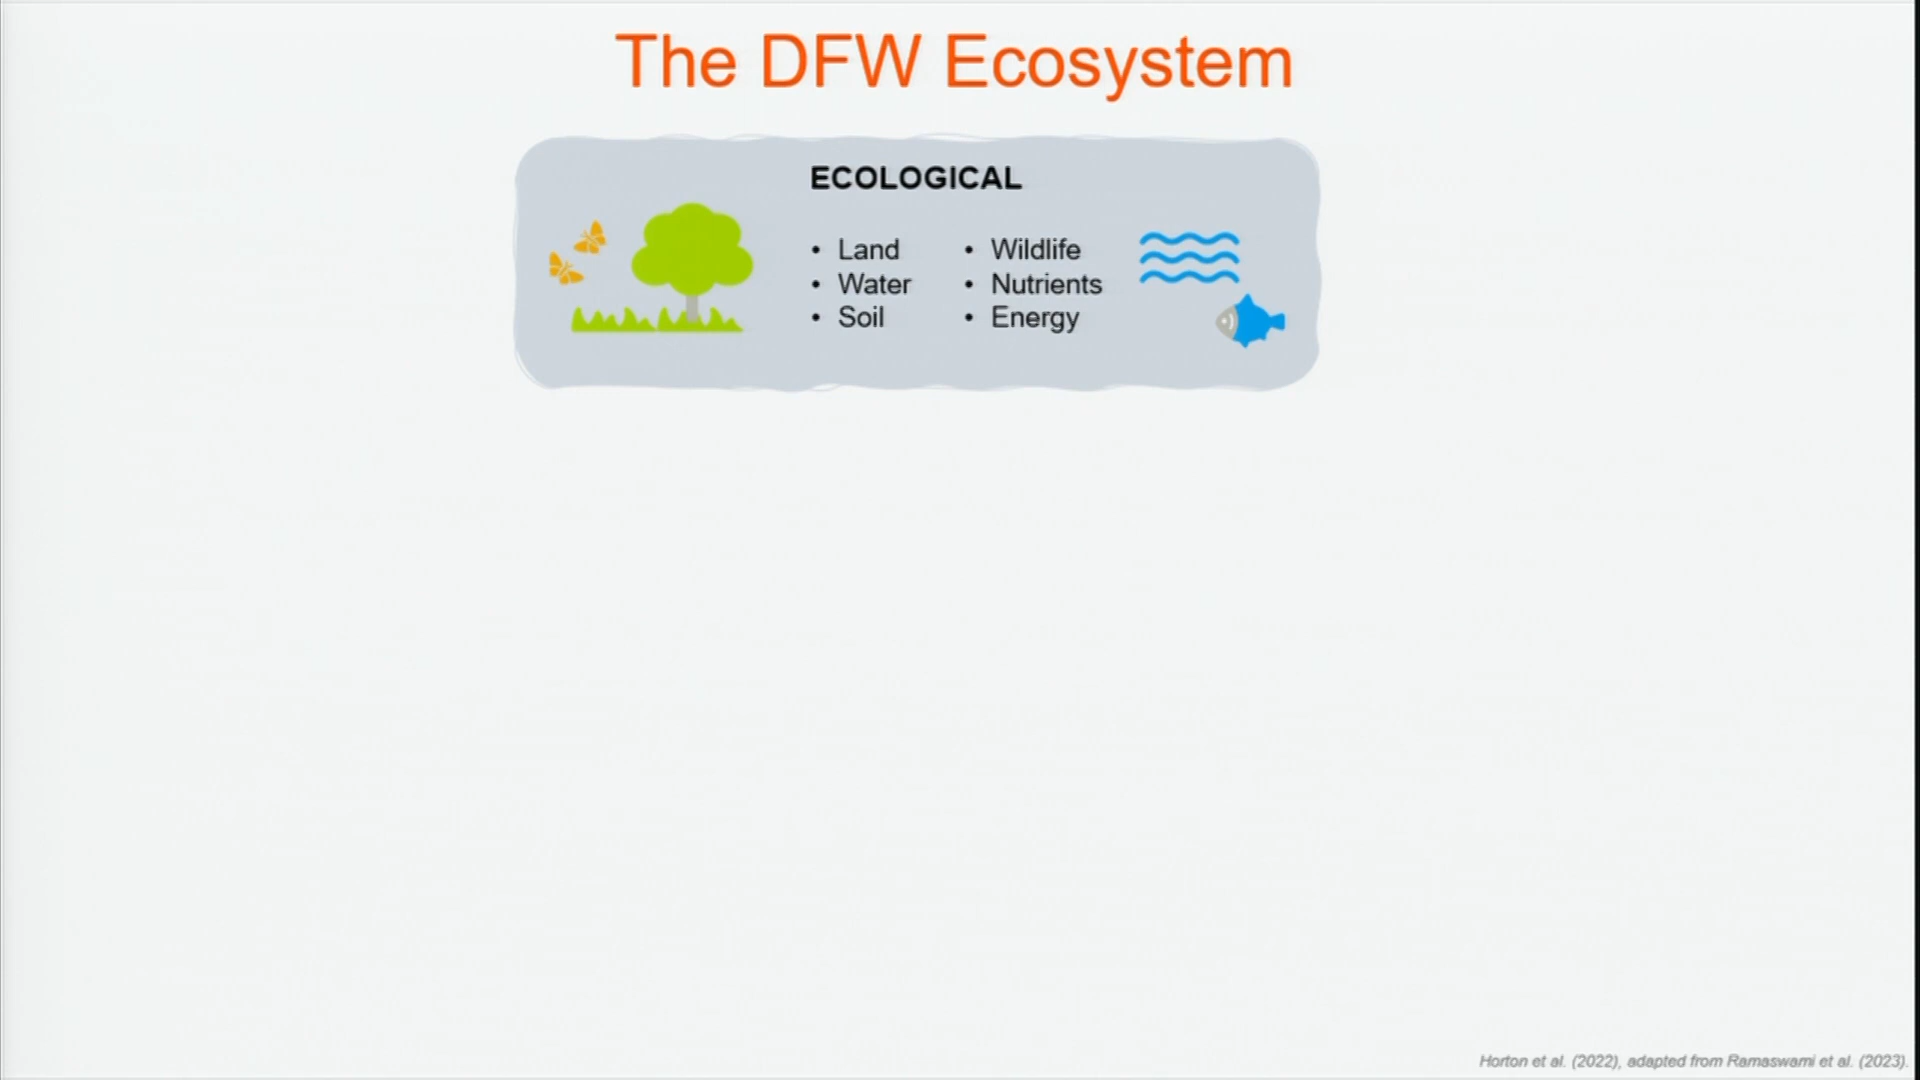 The DFW Ecosystem
ECOLOGICAL
• Land
• Water
• Soil
• Wildlife
• Nutrients
• Energy
Horton et al. (2022), adapted from Ramaswami et al. (2023).